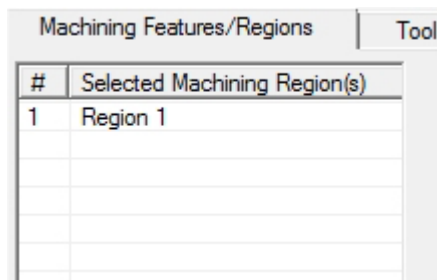 Machining Features/Regions Tool
# Selected Machining Region(s)
1 Region 1